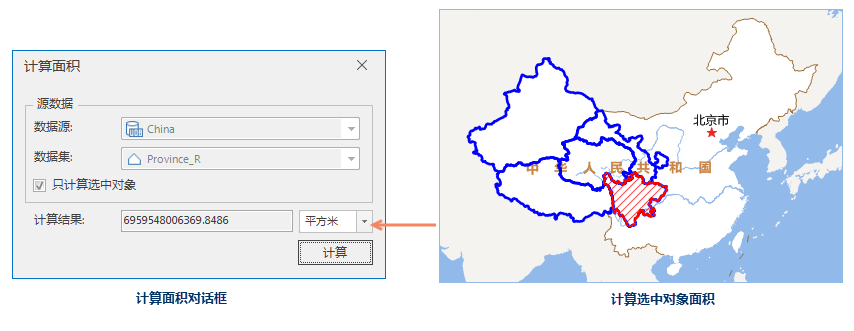 计算面积
源数据
数据源:
China
数据集:
Province_R
只计算选中对象
计算结果:
6959548006369.8486
平方米
计算
计算面积对话框
北京市
中 华 人 民 共 和 国
计算选中对象面积